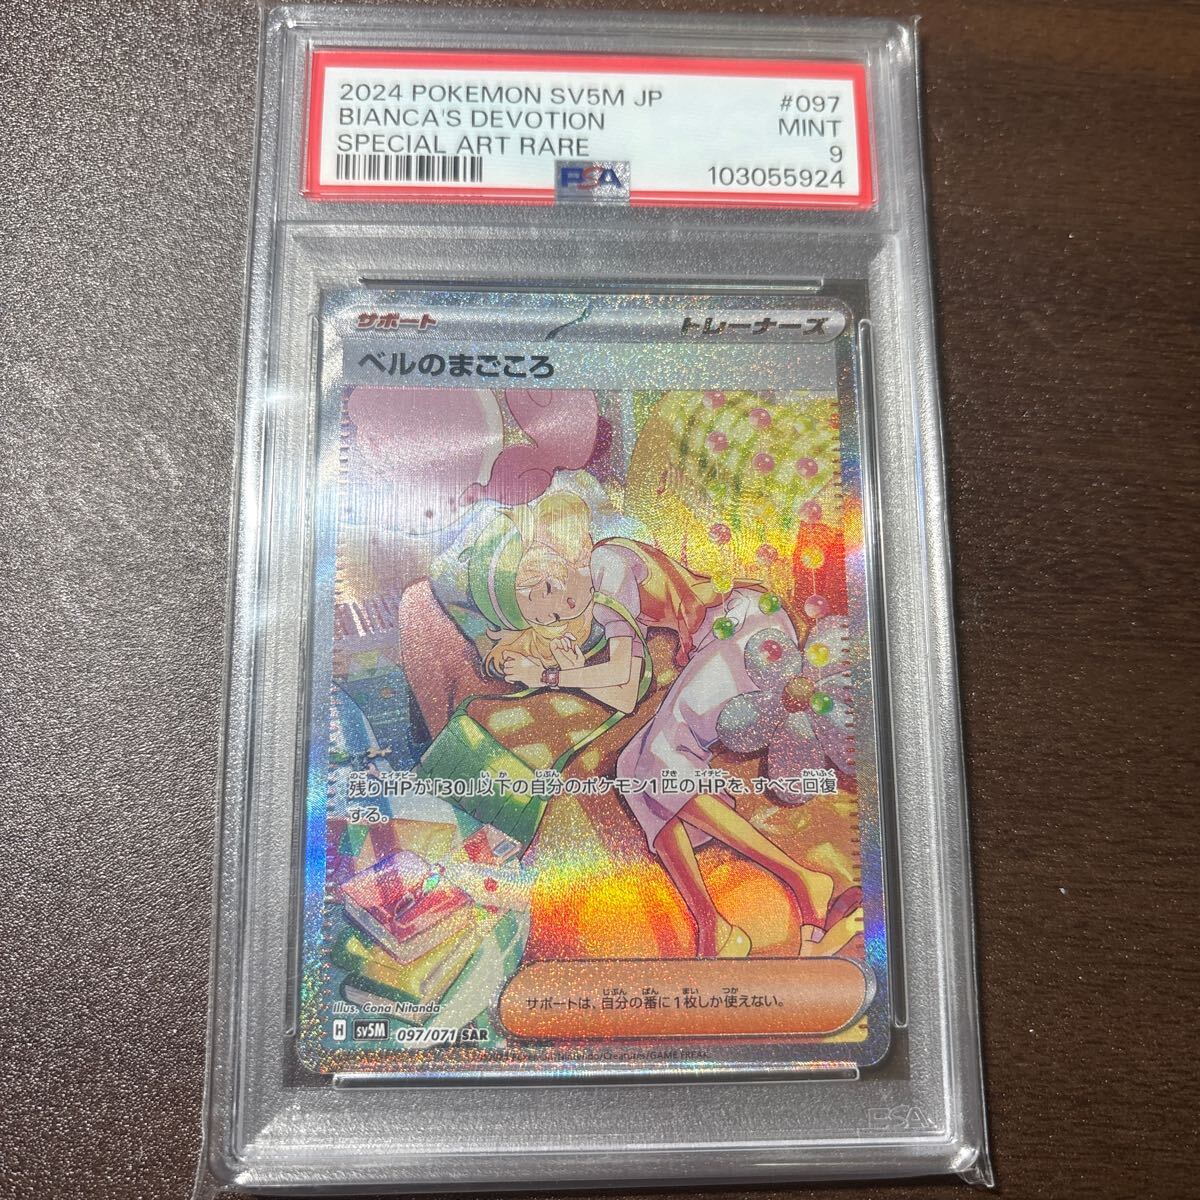 2024 POKEMON SV5M JP #097
BIANCA'S DEVOTION MINT
SPECIAL ART RARE 9
PSA 103055924
サポート トレーナーズ
ベルのまごころ
残りHPが「30」以下の自分のポケモン1匹のHPを、すべて回復
する。
サポートは、自分の番に1枚しか使えない。
Illus. Cona Nitanda
H sv5M 097/071 SAR
Nintendo/Creatures/GAME FREAK
PSA